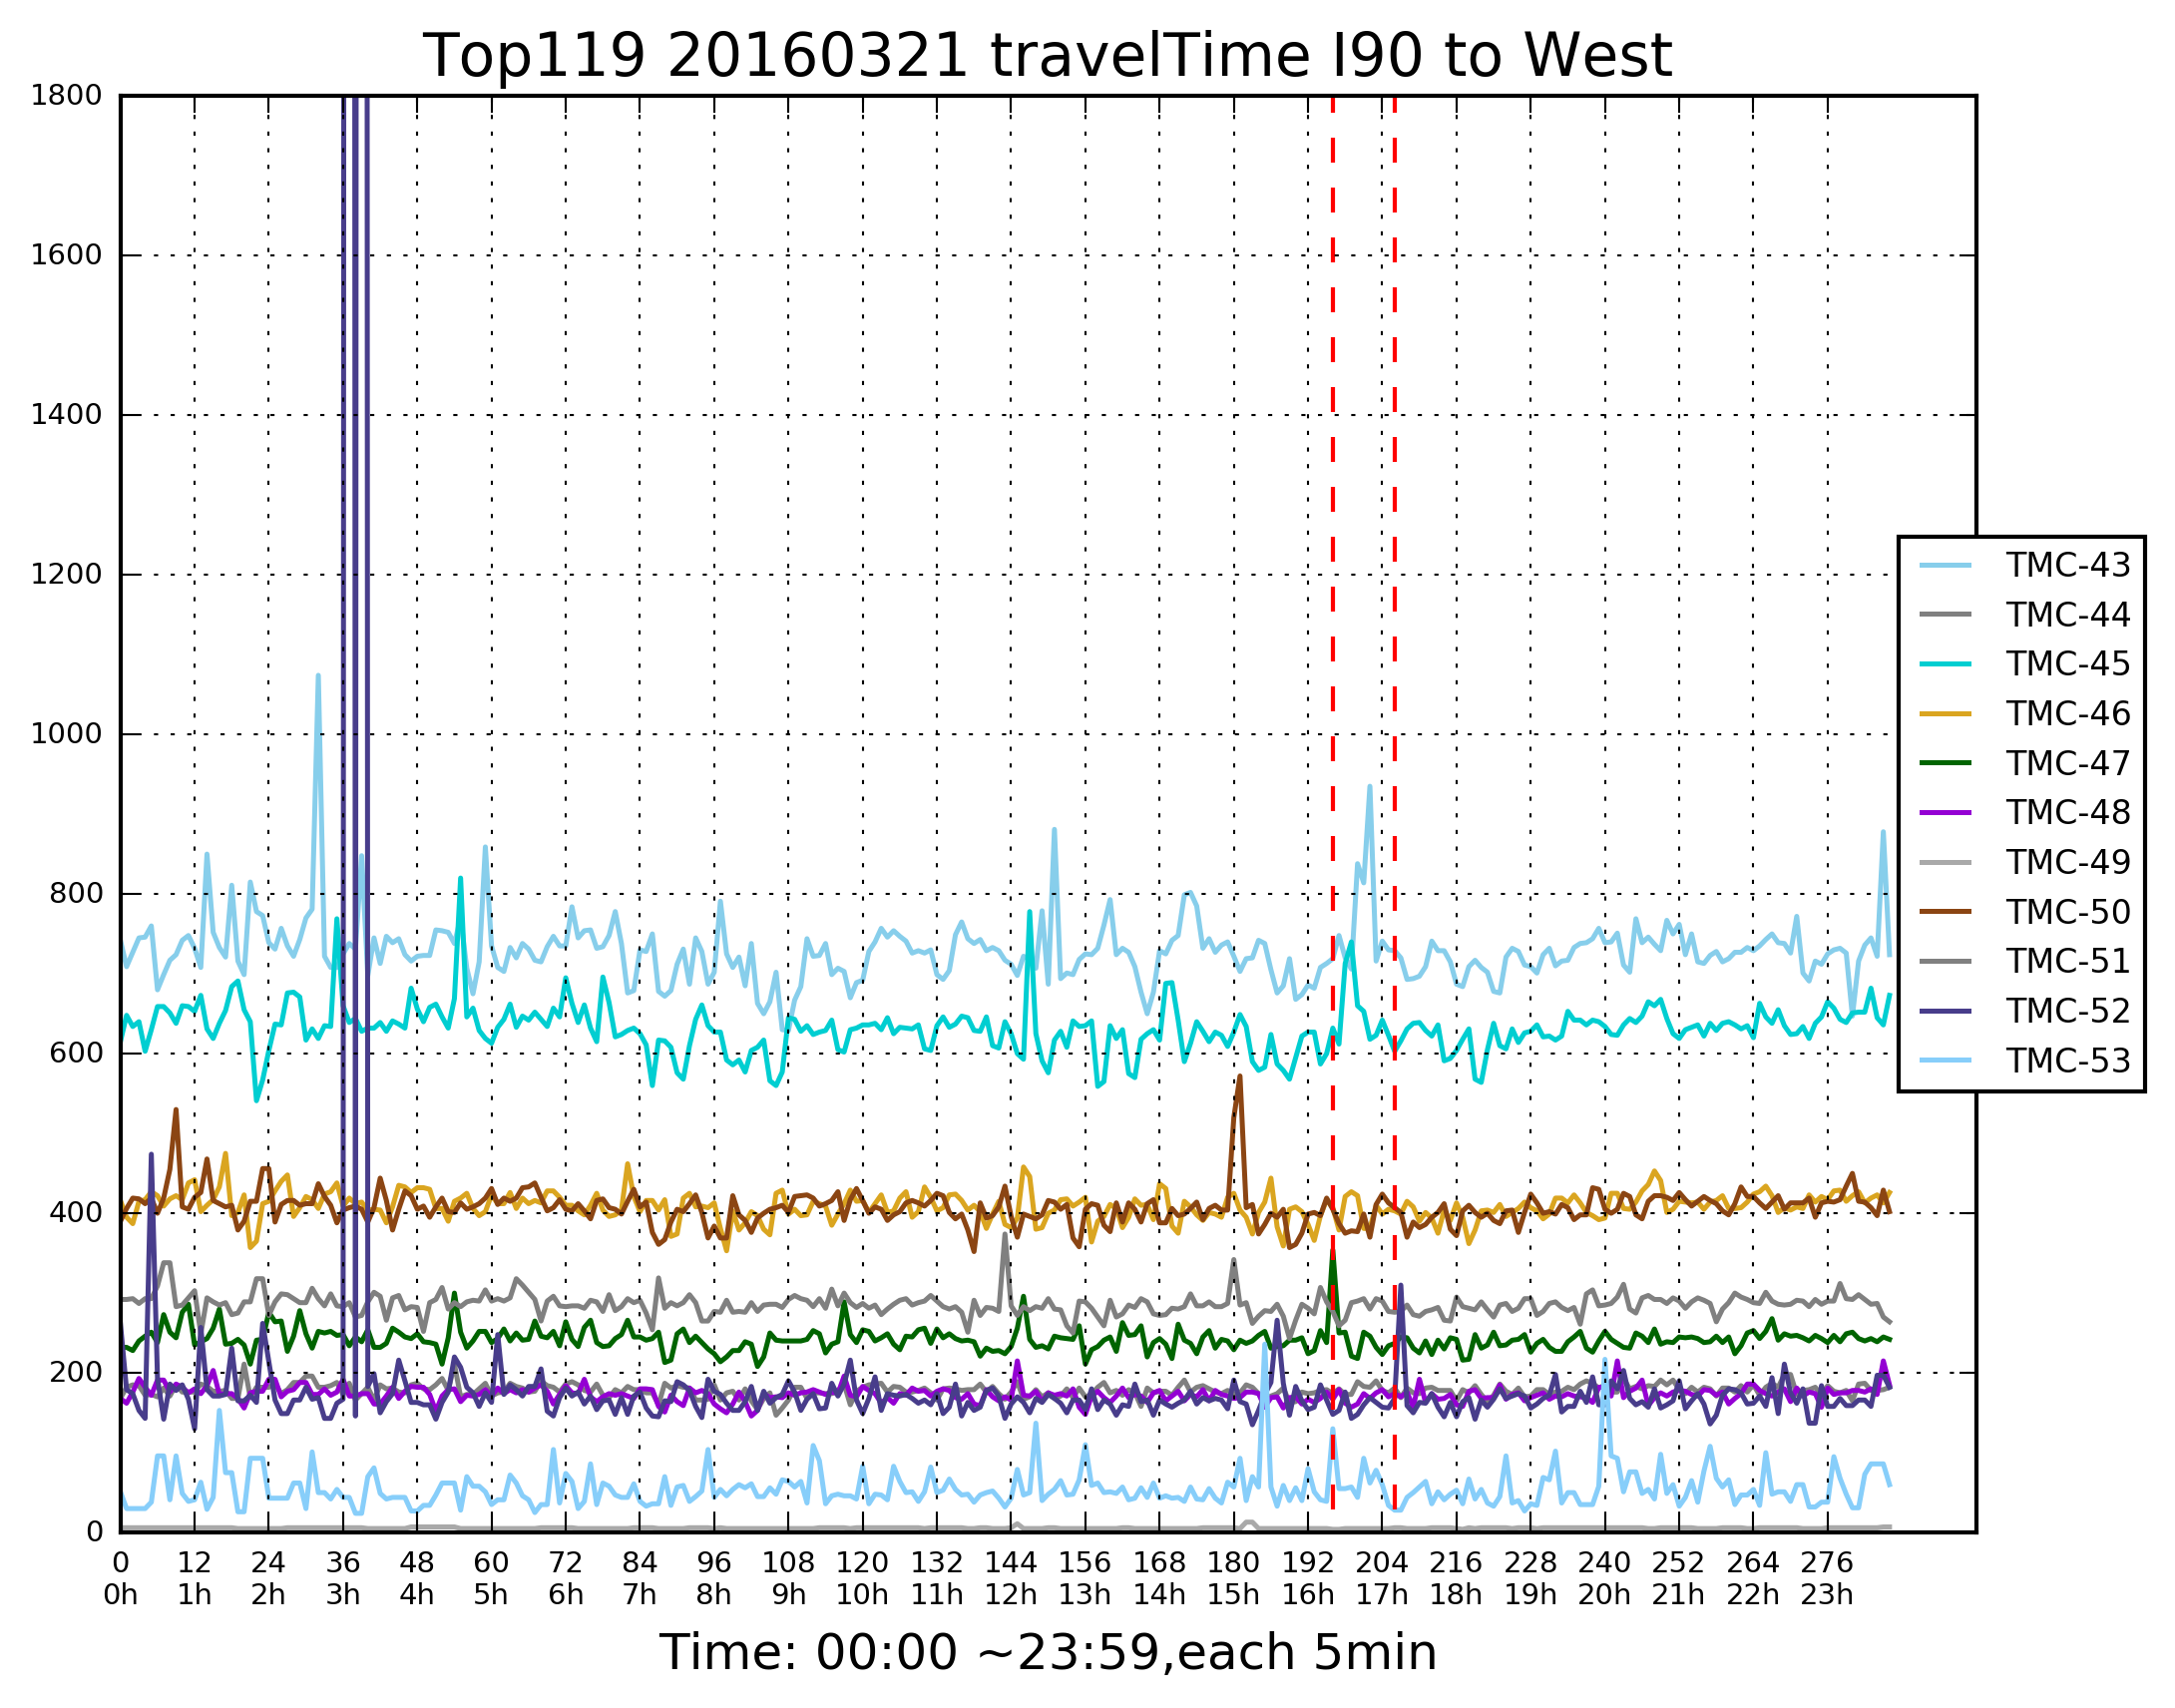 Top119 20160321 travelTime I90 to West
1800
1600
1400
1200
1000
800
600
400
200
0
0 12 24 36 48 60 72 84 96 108 120 132 144 156 168 180 192 204 216 228 240 252 264 276
0h 1h 2h 3h 4h 5h 6h 7h 8h 9h 10h 11h 12h 13h 14h 15h 16h 17h 18h 19h 20h 21h 22h 23h
Time: 00:00 ~23:59,each 5min
TMC-43
TMC-44
TMC-45
TMC-46
TMC-47
TMC-48
TMC-49
TMC-50
TMC-51
TMC-52
TMC-53